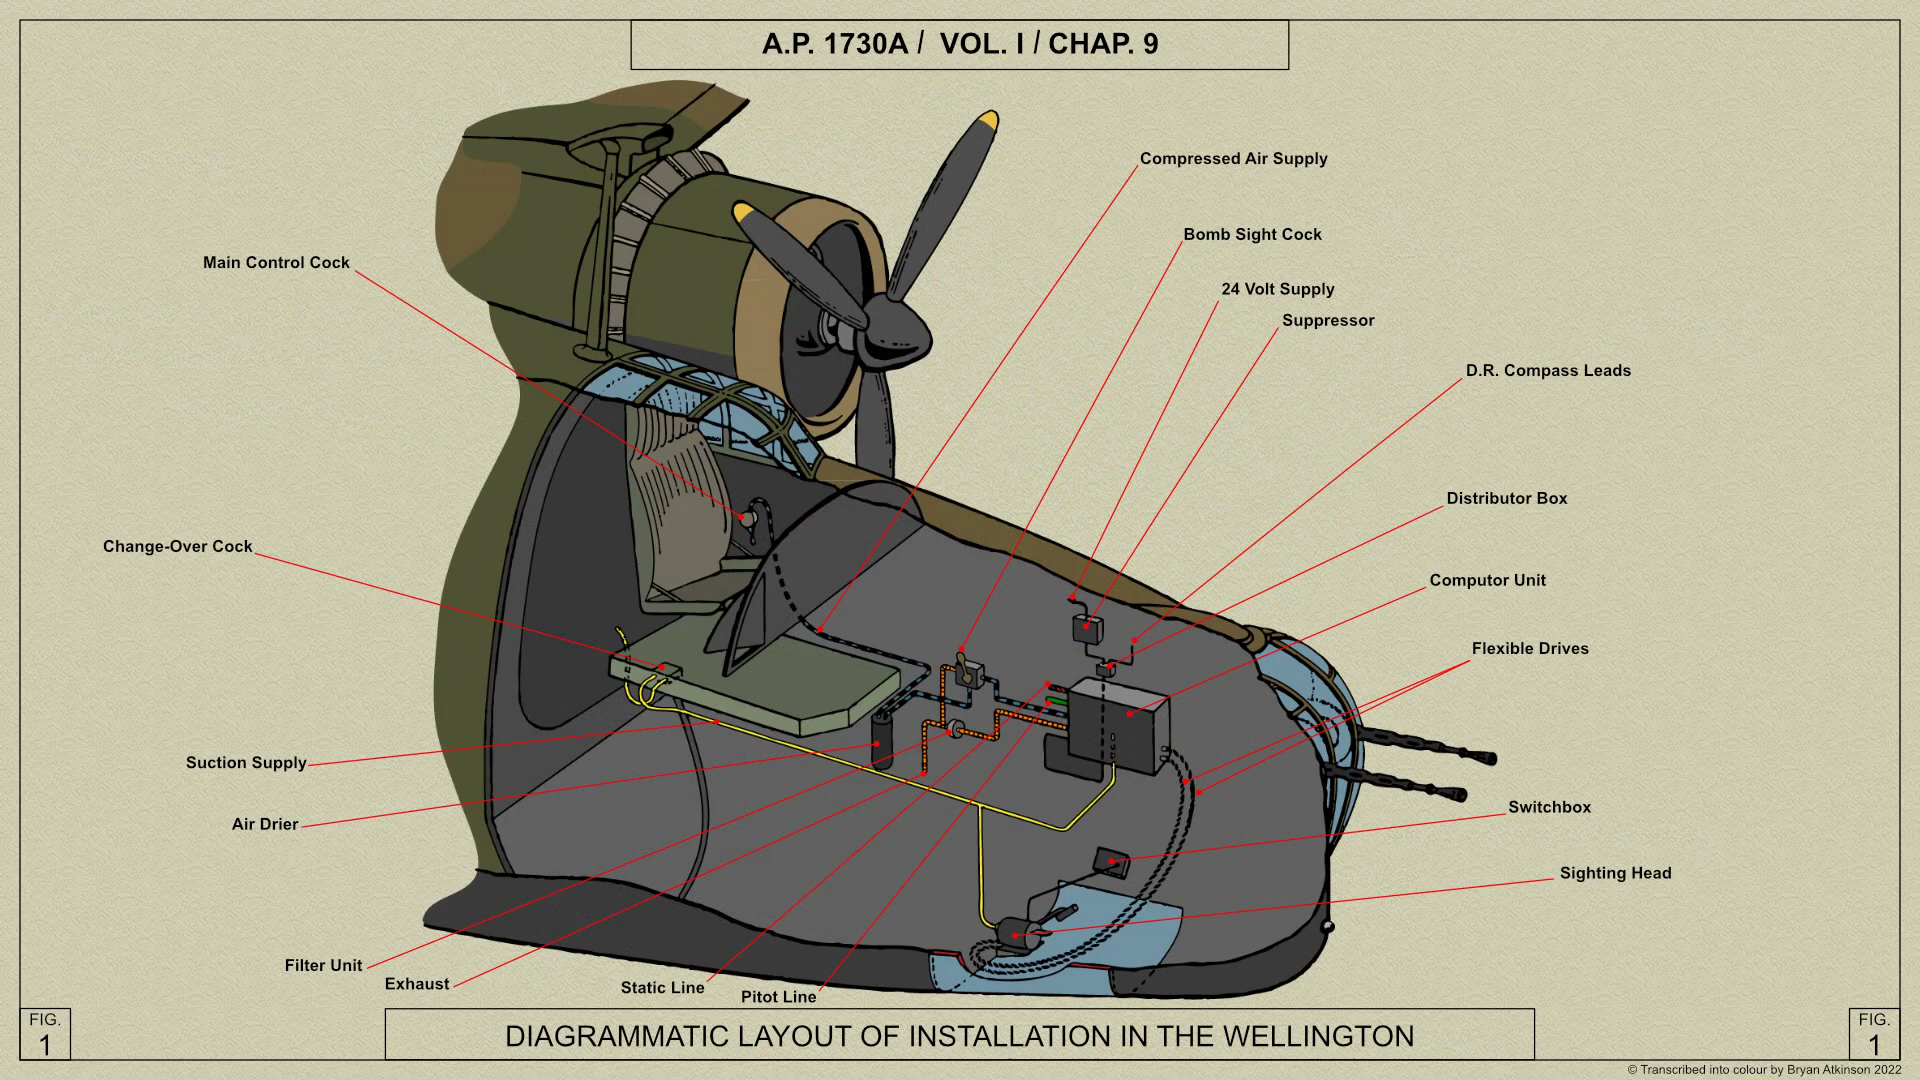 A.P. 1730A / VOL. I / CHAP. 9
Compressed Air Supply
Bomb Sight Cock
Main Control Cock
24 Volt Supply
Suppressor
D.R. Compass Leads
Distributor Box
Change-Over Cock
Computor Unit
Flexible Drives
Suction Supply
Switchbox
Air Drier
Sighting Head
Filter Unit
Exhaust
Static Line
Pitot Line
FIG.
1
DIAGRAMMATIC LAYOUT OF INSTALLATION IN THE WELLINGTON
FIG.
1
© Transcribed into colour by Bryan Atkinson 2022